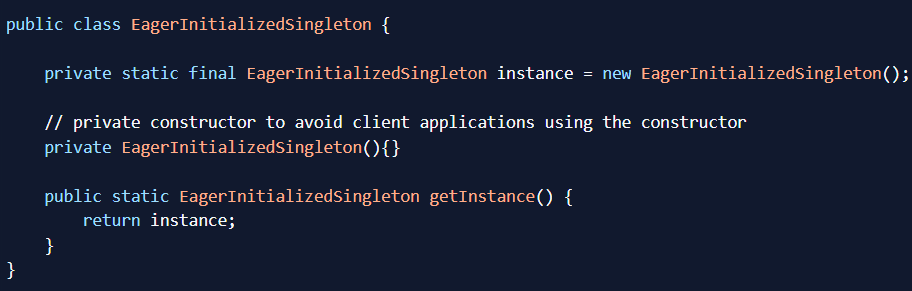 public class EagerInitializedSingleton {
private static final EagerInitializedSingleton instance = new EagerInitializedSingleton();
// private constructor to avoid client applications using the constructor
private EagerInitializedSingleton(){}
public static EagerInitializedSingleton getInstance() {
return instance;
}
}